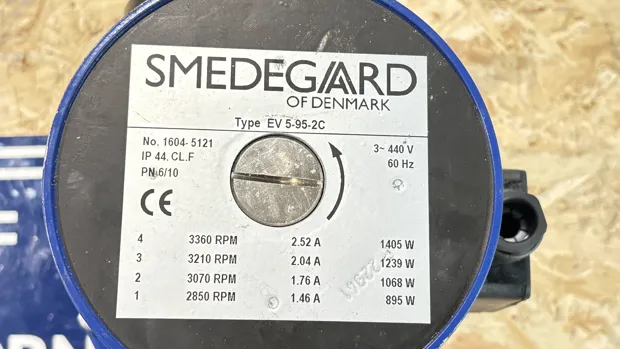 SMEDEGAARD
OF DENMARK
Type EV 5-95-2C
No. 1604-5121
IP 44. CL.F
PN 6/10
3~ 440 V
60 Hz
CE
4 3360 RPM 2.52 A 1405 W
3 3210 RPM 2.04 A 1239 W
2 3070 RPM 1.76 A 1068 W
1 2850 RPM 1.46 A 895 W